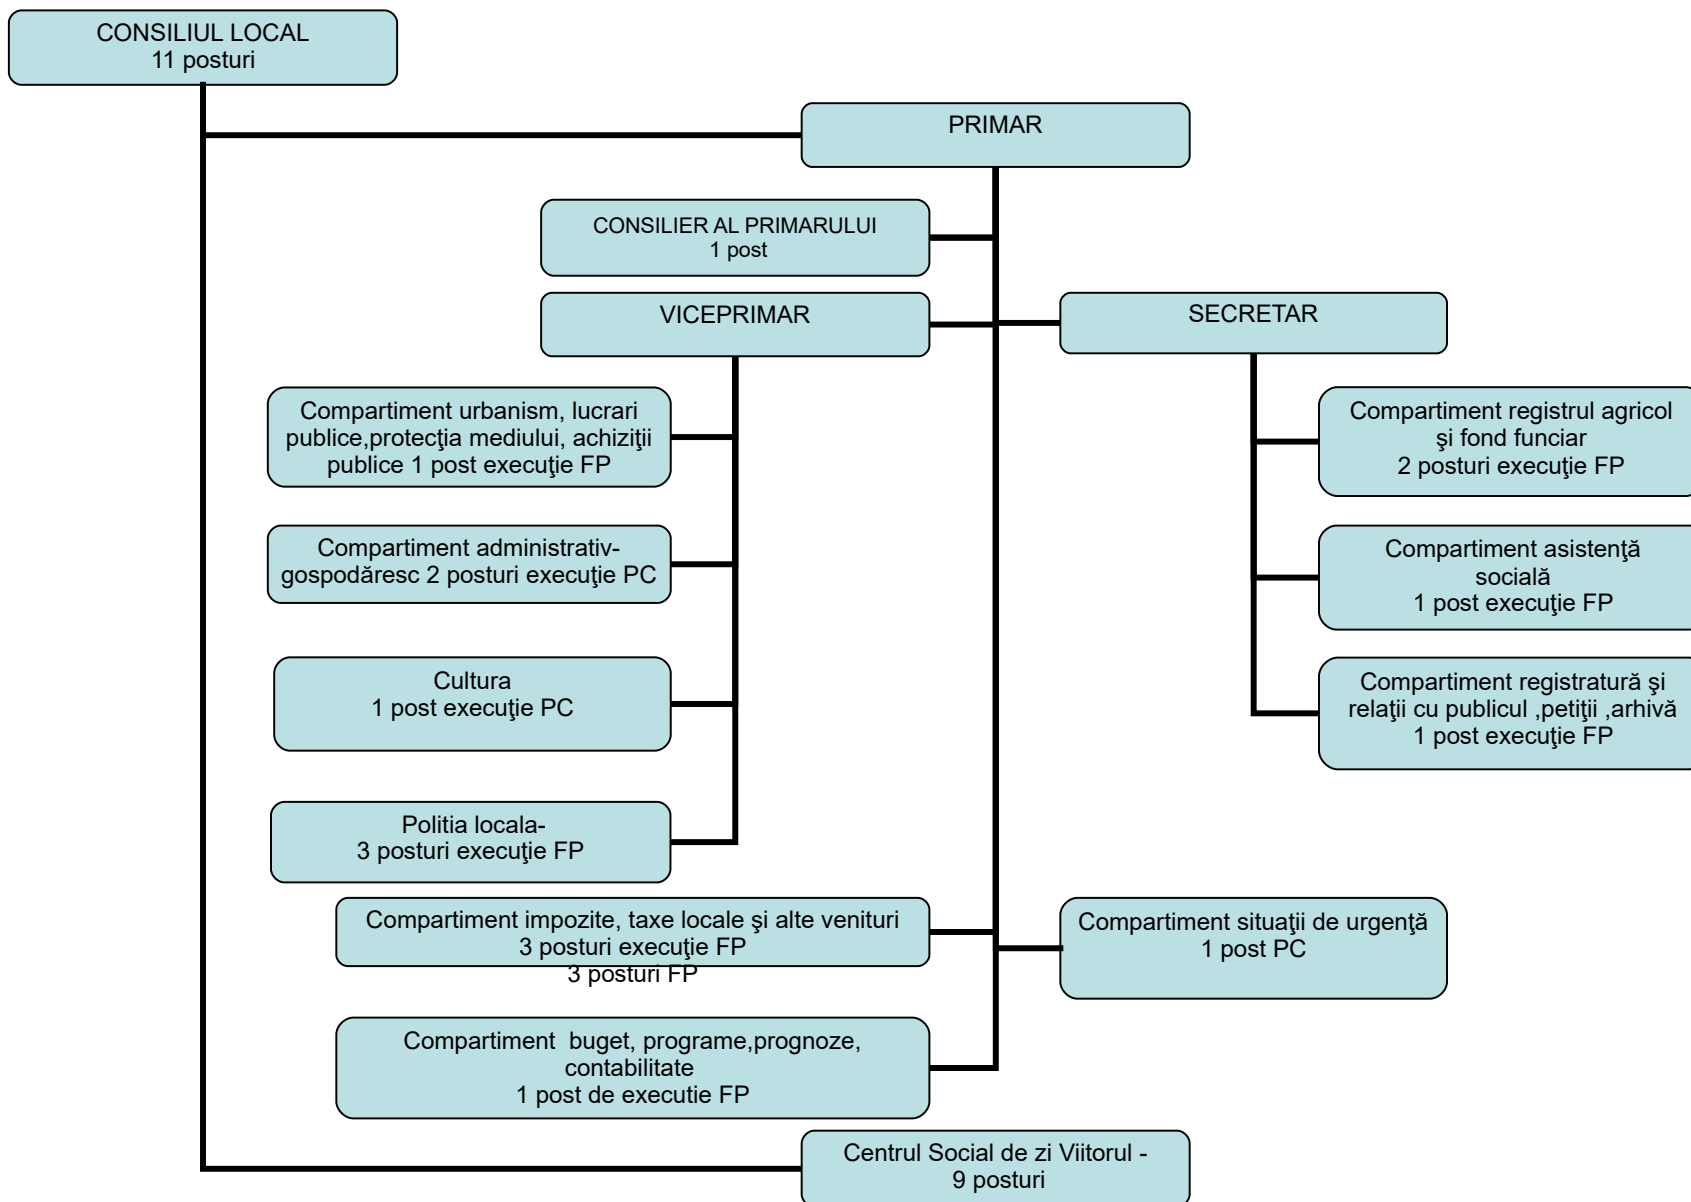 CONSILIUL LOCAL
11 posturi
PRIMAR
CONSILIER AL PRIMARULUI
1 post
VICEPRIMAR
SECRETAR
Compartiment urbanism, lucrari
publice,protecţia mediului, achiziţii
publice 1 post execuţie FP
Compartiment registrul agricol
şi fond funciar
2 posturi execuţie FP
Compartiment administrativ-
gospodăresc 2 posturi execuţie PC
Compartiment asistenţă
socială
1 post execuţie FP
Cultura
1 post execuţie PC
Compartiment registratură şi
relaţii cu publicul ,petiţii ,arhivă
1 post execuţie FP
Politia locala-
3 posturi execuţie FP
Compartiment impozite, taxe locale şi alte venituri
3 posturi execuţie FP
3 posturi FP
Compartiment situaţii de urgenţă
1 post PC
Compartiment  buget, programe,prognoze,
contabilitate
1 post de executie FP
Centrul Social de zi Viitorul -
9 posturi